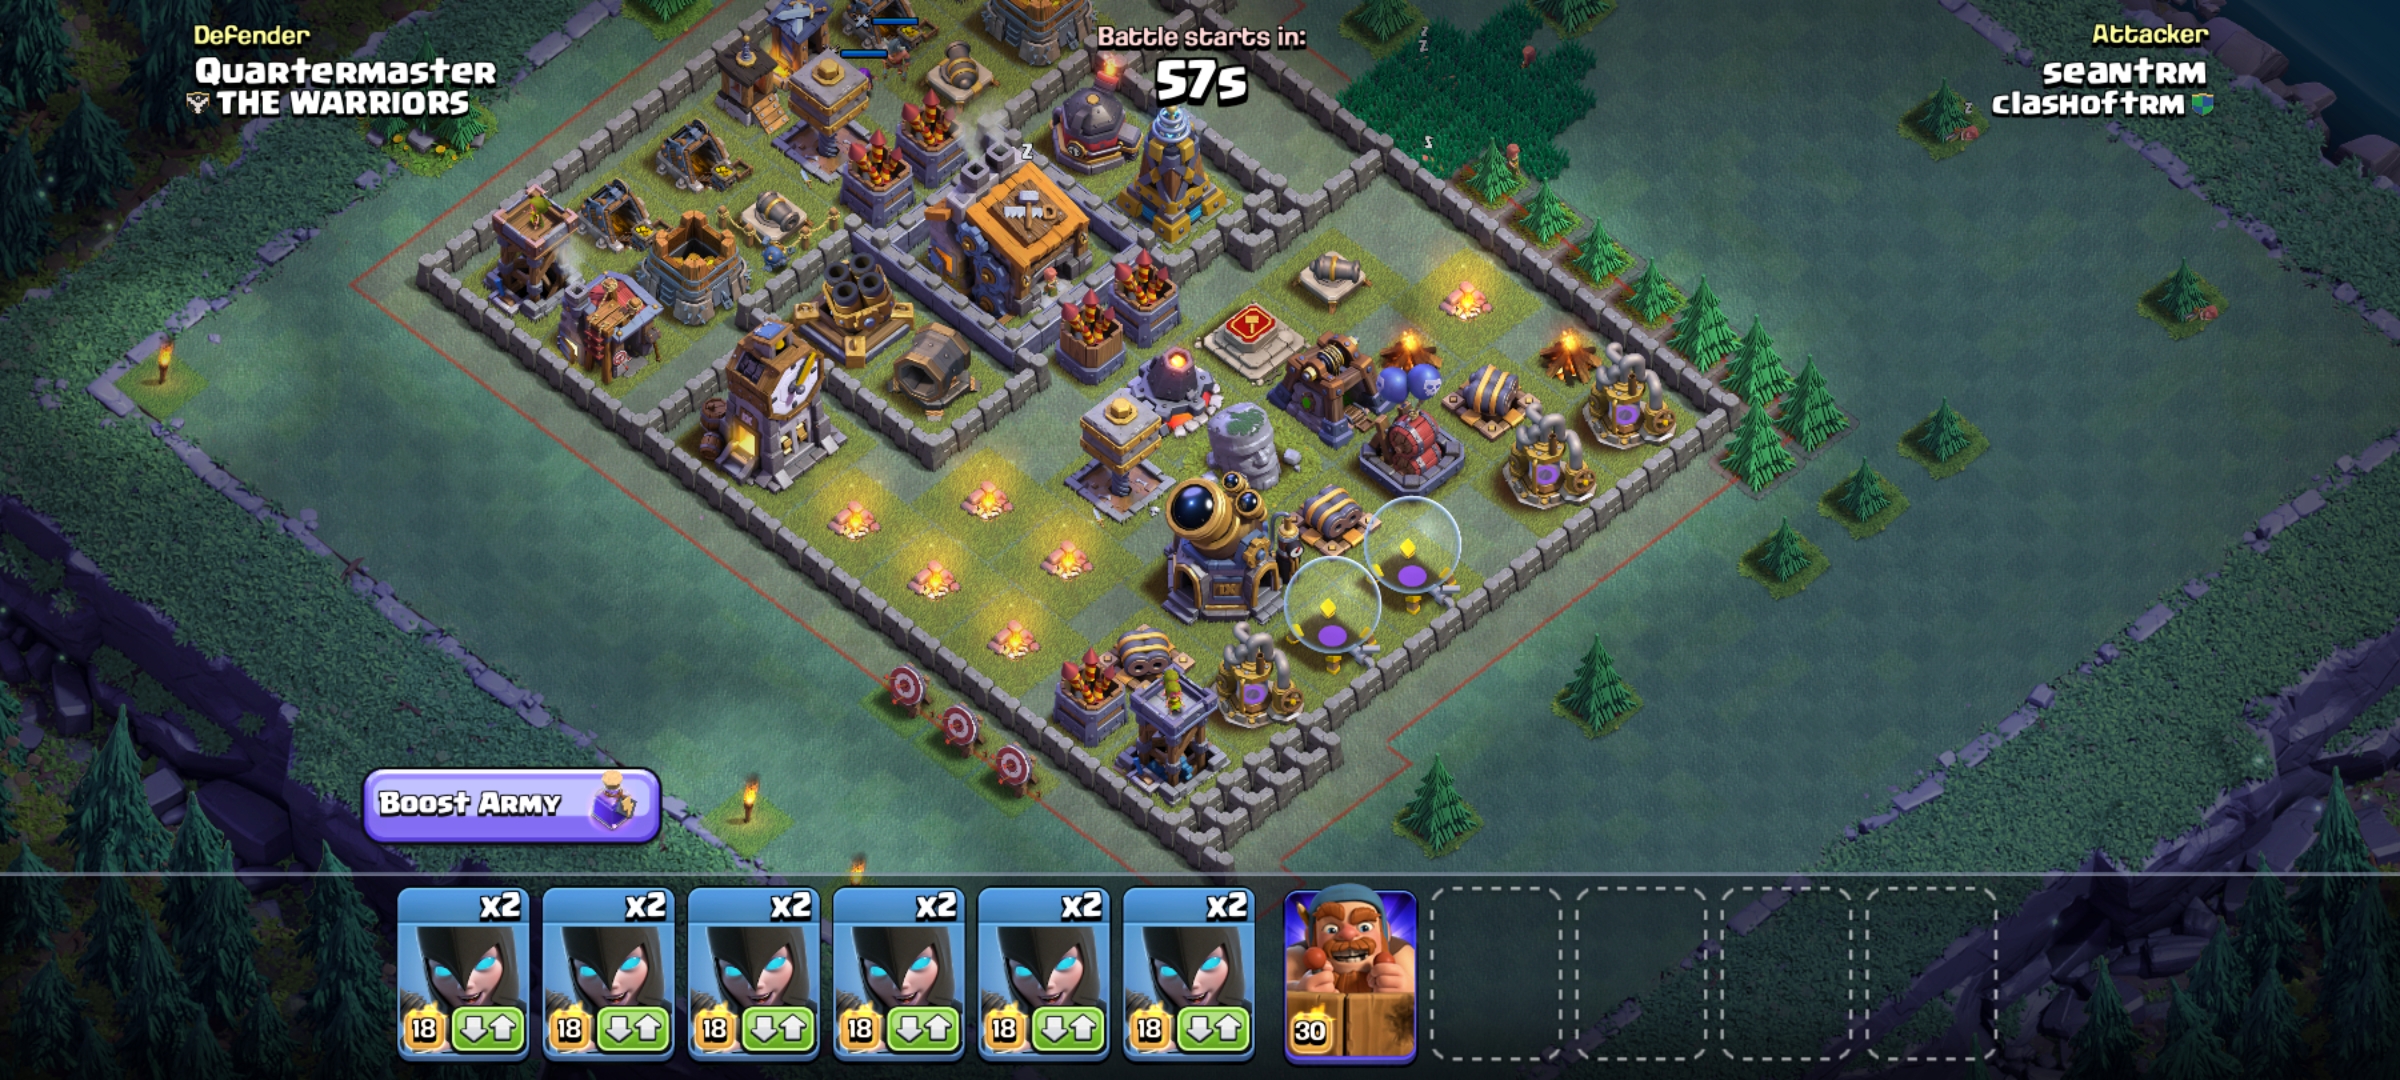 Defender
Quartermaster
THE WARRIORS
Battle starts in:
57s
Attacker
seantrm
clashoftrm
Z
Boost Army
x2
x2
x2
x2
x2
x2
18
18
18
18
18
18
30